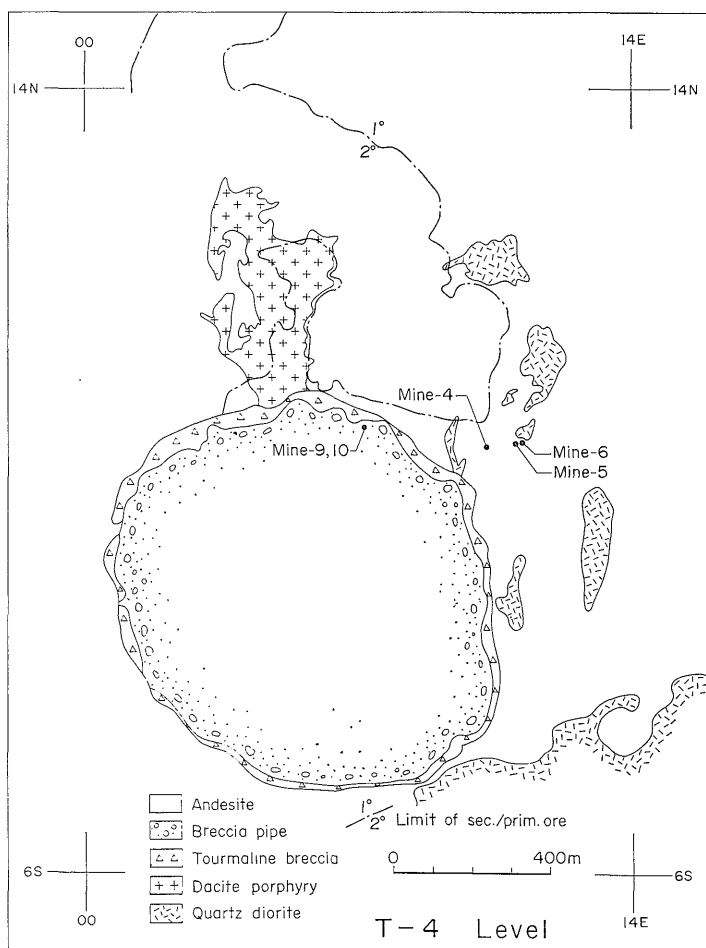 00
14E
14N
14N
1°
2°
Mine-4
Mine-6
Mine-9,10
Mine-5
Andesite
Breccia pipe
Tourmaline breccia
Dacite porphyry
Quartz diorite
1°
2° Limit of sec./prim. ore
0 400m
6S
6S
00
14E
T-4 Level